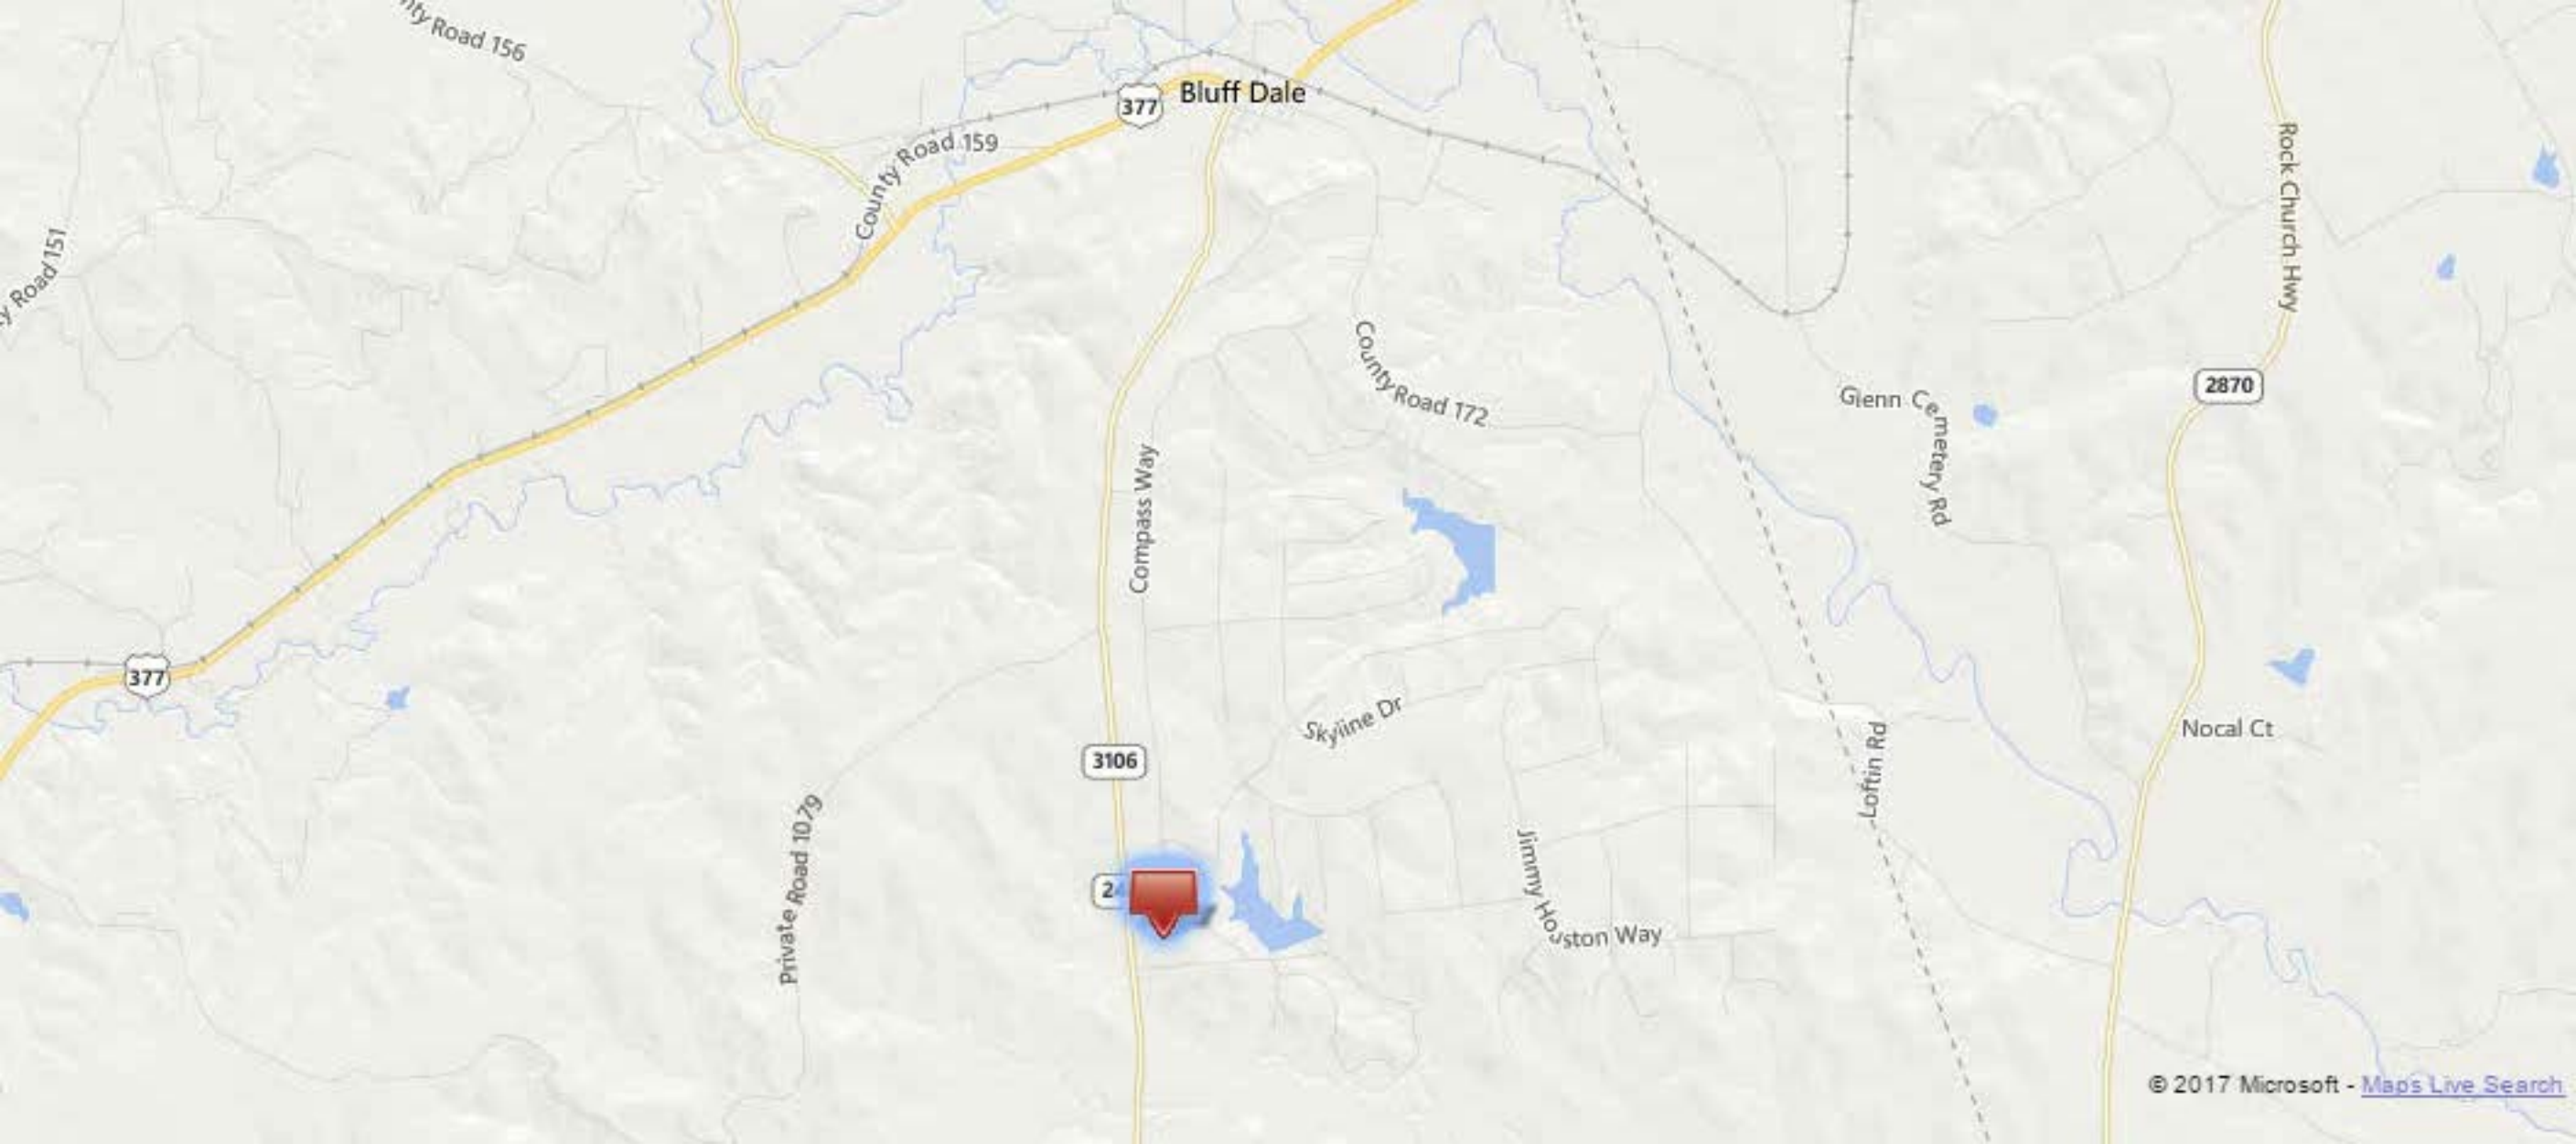 nty Road 156
Bluff Dale
377
County Road 159
Rock Church Hwy
y Road 151
County Road 172
2870
Glenn Cemetery Rd
Compass Way
377
Skyline Dr
Nocal Ct
3106
Loftin Rd
Private Road 1079
2
Jimmy Houston Way
© 2017 Microsoft - Maps Live Search